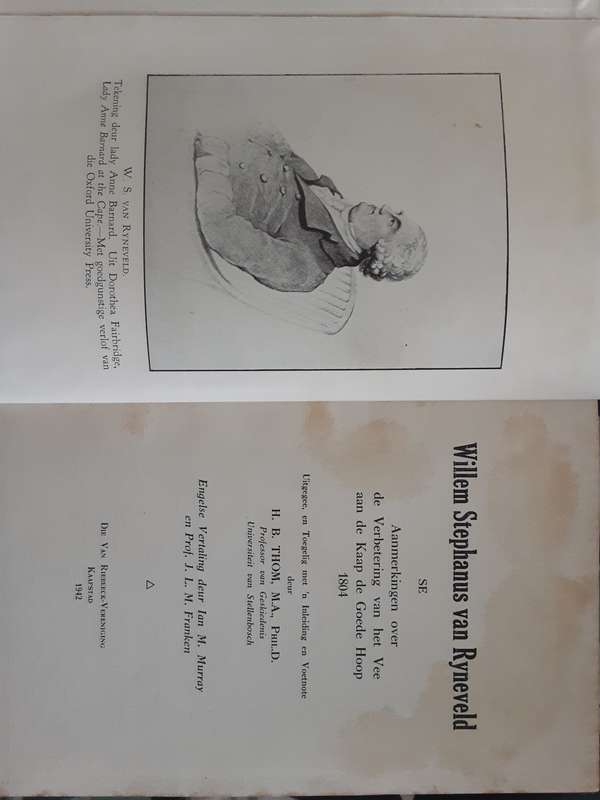 W. S. VAN RYNEVELD.
Tekening deur lady Anne Barnard. Uit Dorothea Fairbridge,
Lady Anne Barnard at the Cape.—Met goedgunstige verlof van
die Oxford University Press.
Willem Stephanus van Ryneveld
SE
Aanmerkingen over
de Verbetering van het Vee
aan de Kaap de Goede Hoop
1804
Uitgegee, en Toegelig met 'n Inleiding en Voetnote
deur
H. B. THOM, M.A., PHIL.D.
Professor van Geskiedenis
Universiteit van Stellenbosch
Engelse Vertaling deur Ian M. Murray
en Prof. J. L. M. Franken
DIE VAN RIEBEECK-VERENIGING
KAAPSTAD
1942